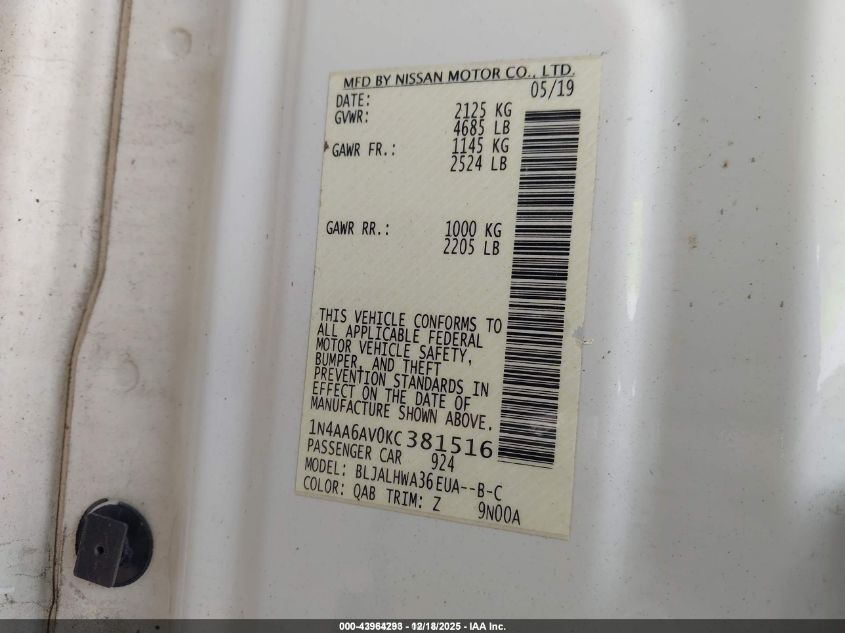 MFD BY NISSAN MOTOR CO., LTD.
DATE: 05/19
GVWR: 2125 KG
4685 LB
GAWR FR.: 1145 KG
2524 LB
GAWR RR.: 1000 KG
2205 LB
THIS VEHICLE CONFORMS TO
ALL APPLICABLE FEDERAL
MOTOR VEHICLE SAFETY,
BUMPER, AND THEFT
PREVENTION STANDARDS IN
EFFECT ON THE DATE OF
MANUFACTURE SHOWN ABOVE.
1N4AA6AV0KC381516
PASSENGER CAR 924
MODEL: BLJALHWA36EUA--B-C
COLOR: QAB TRIM: Z 9N00A
000-43964293 - 12/18/2025 - IAA Inc.